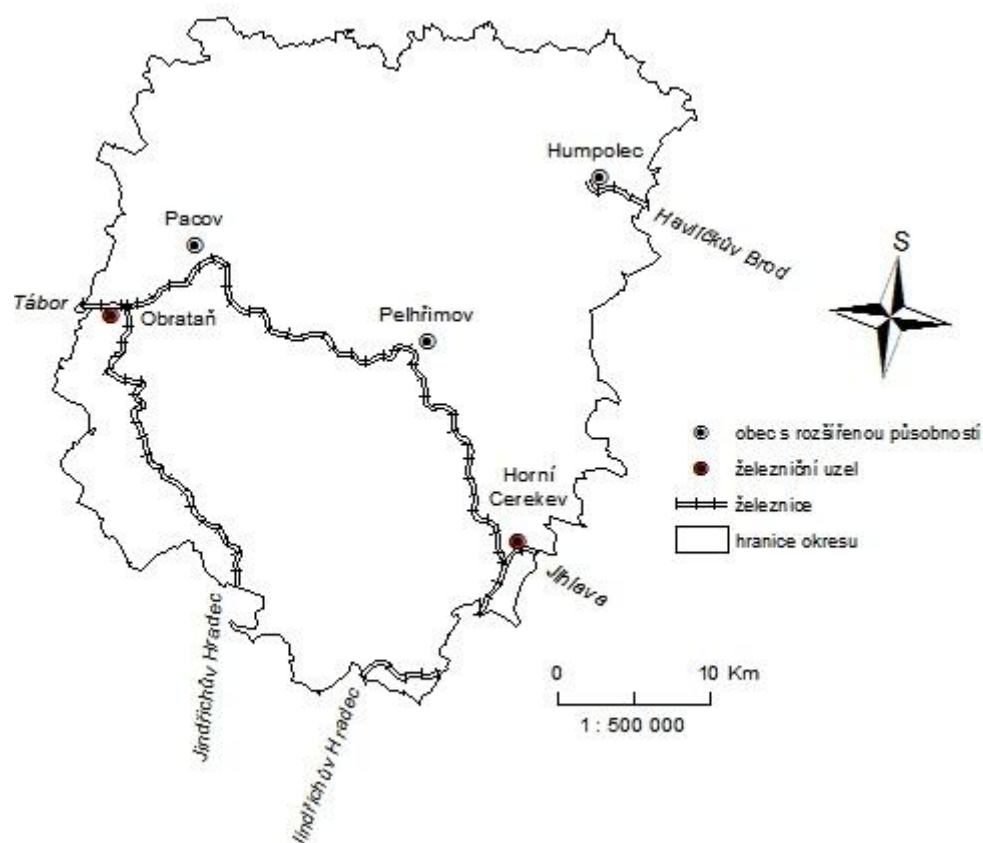 Humpolec
Havlíčkův Brod
Pacov
S
Tábor
Obrataň
Pelhřimov
obec s rozšířenou působností
železniční uzel
železnice
hranice okresu
Horní
Cerekev
Jihlava
Jindřichův Hradec
Jindřichův Hradec
0 10 Km
1 : 500 000